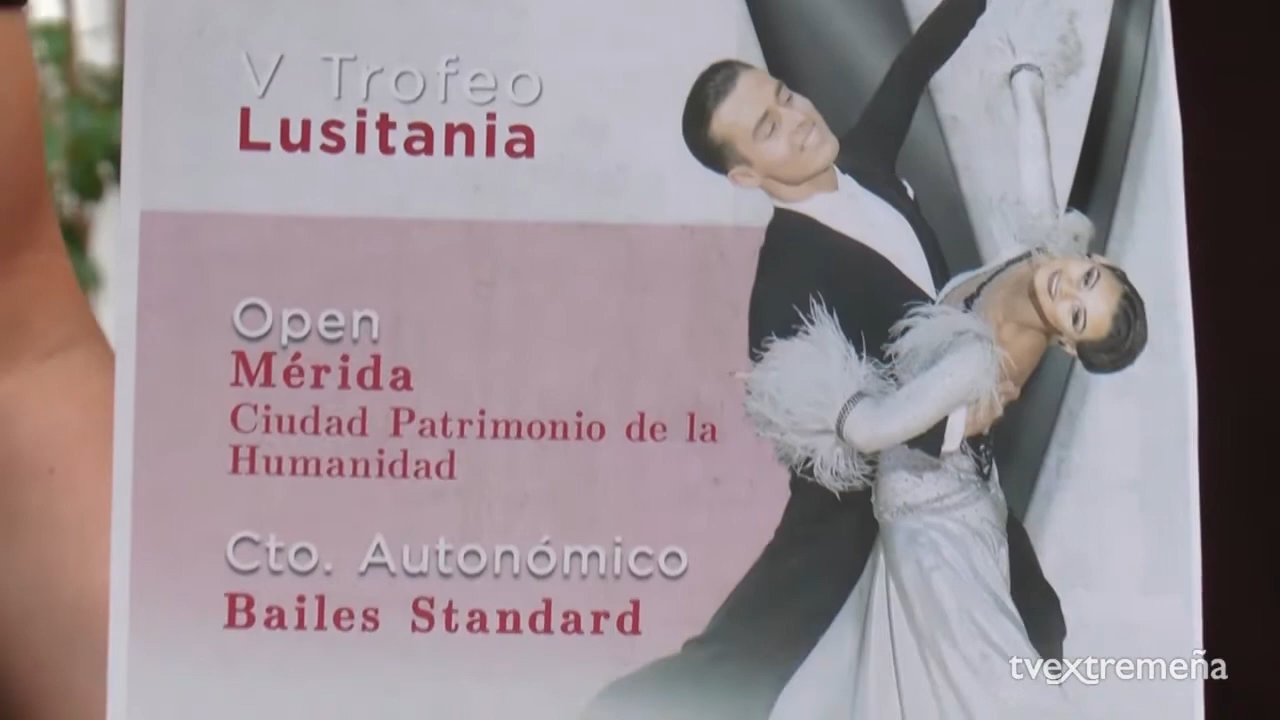 V Trofeo
Lusitania
Open
Mérida
Ciudad Patrimonio de la
Humanidad
Cto. Autonómico
Bailes Standard
tvextremeña